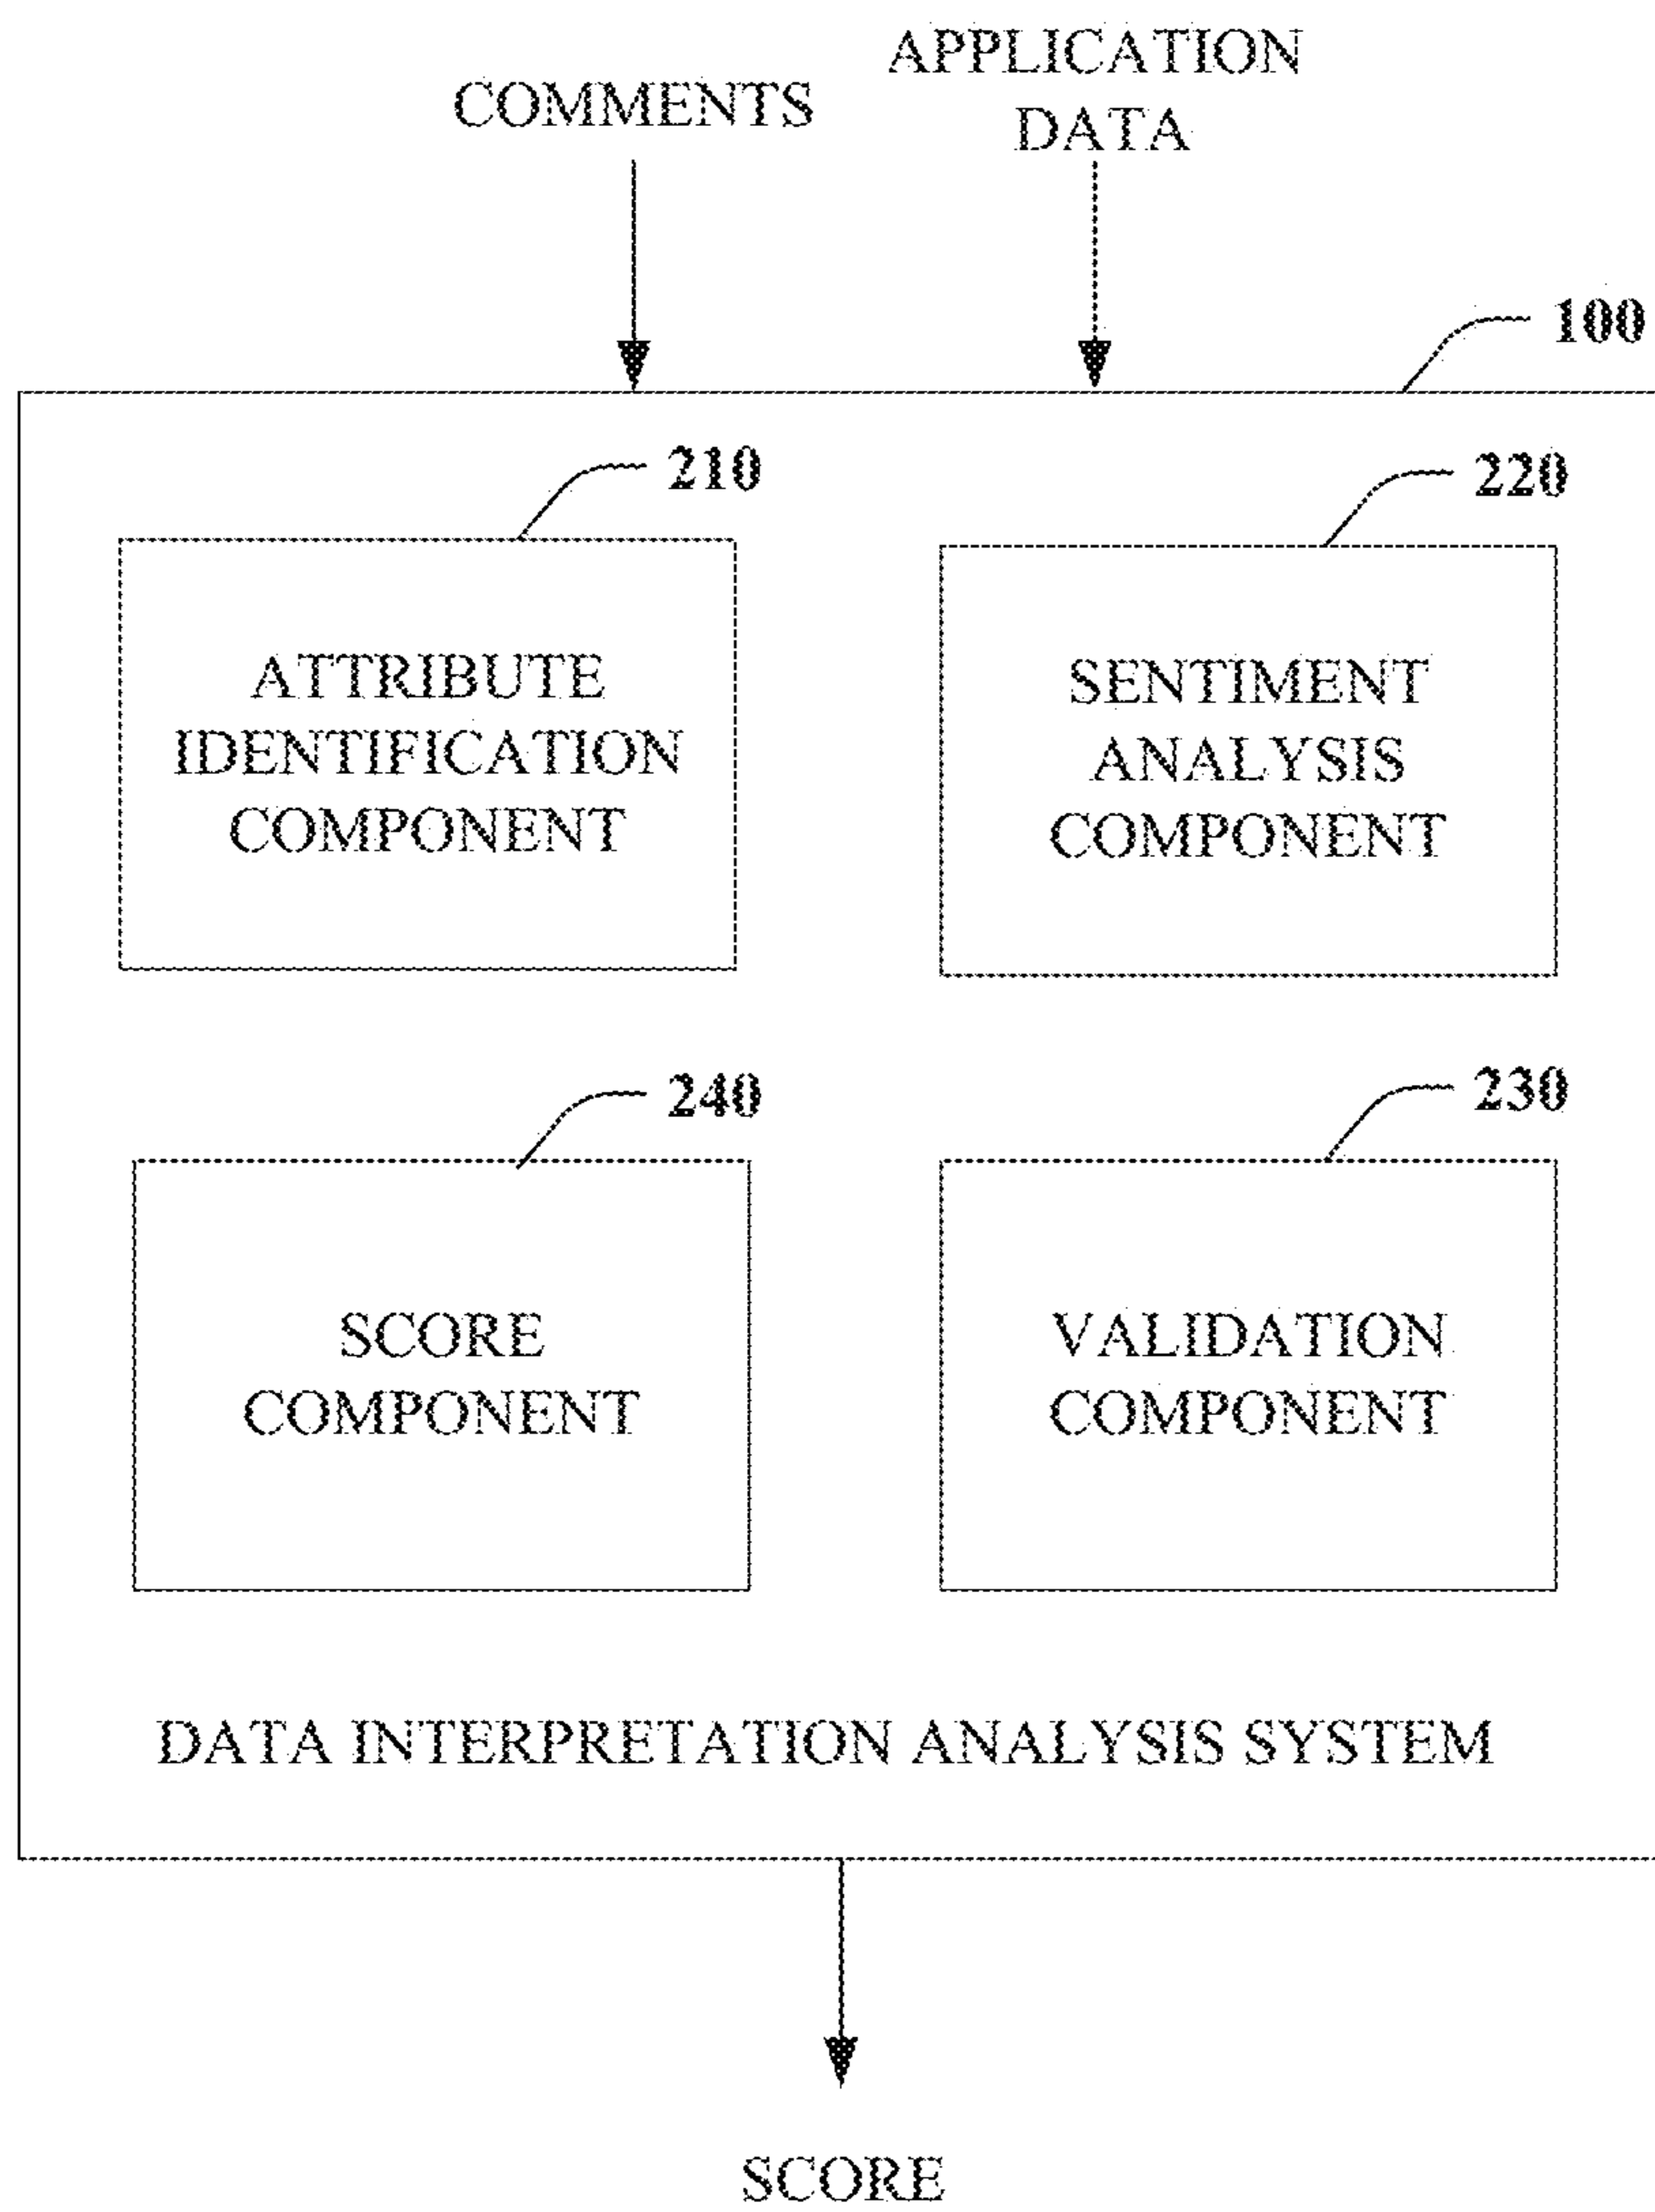 COMMENTS
APPLICATION
DATA
100
210
220
ATTRIBUTE
IDENTIFICATION
COMPONENT
SENTIMENT
ANALYSIS
COMPONENT
240
230
SCORE
COMPONENT
VALIDATION
COMPONENT
DATA INTERPRETATION ANALYSIS SYSTEM
SCORE